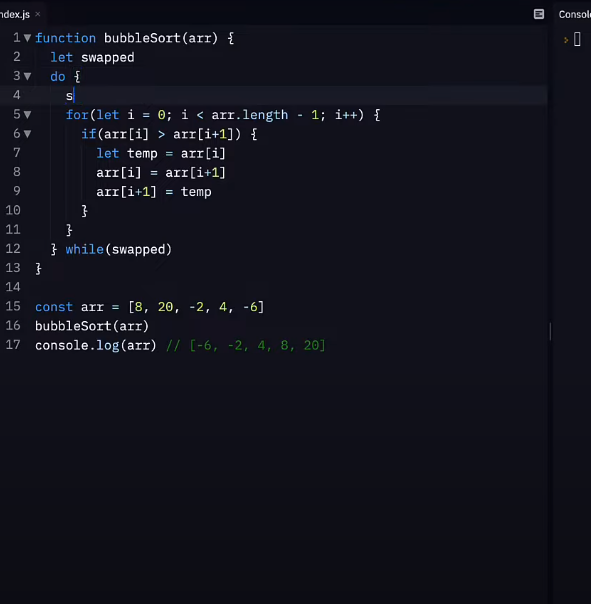 ndex.js × Consol
1 function bubbleSort(arr) {
2 let swapped
3 do {
4 s
5 for(let i = 0; i < arr.length - 1; i++) {
6 if(arr[i] > arr[i+1]) {
7 let temp = arr[i]
8 arr[i] = arr[i+1]
9 arr[i+1] = temp
10 }
11 }
12 } while(swapped)
13 }
14
15 const arr = [8, 20, -2, 4, -6]
16 bubbleSort(arr)
17 console.log(arr) // [-6, -2, 4, 8, 20]